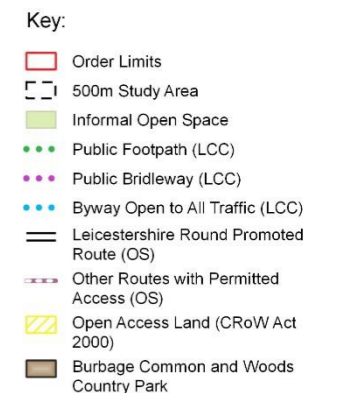 Key:
Order Limits
500m Study Area
Informal Open Space
Public Footpath (LCC)
Public Bridleway (LCC)
Byway Open to All Traffic (LCC)
Leicestershire Round Promoted
Route (OS)
Other Routes with Permitted
Access (OS)
Open Access Land (CRoW Act
2000)
Burbage Common and Woods
Country Park